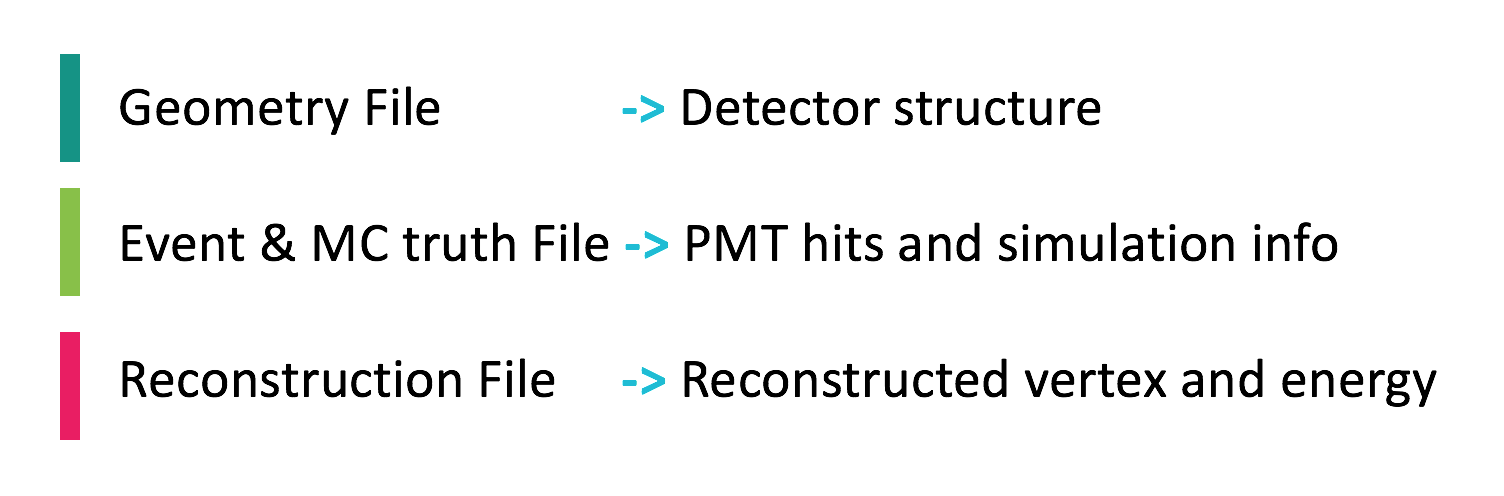 Geometry File -> Detector structure
Event & MC truth File -> PMT hits and simulation info
Reconstruction File -> Reconstructed vertex and energy